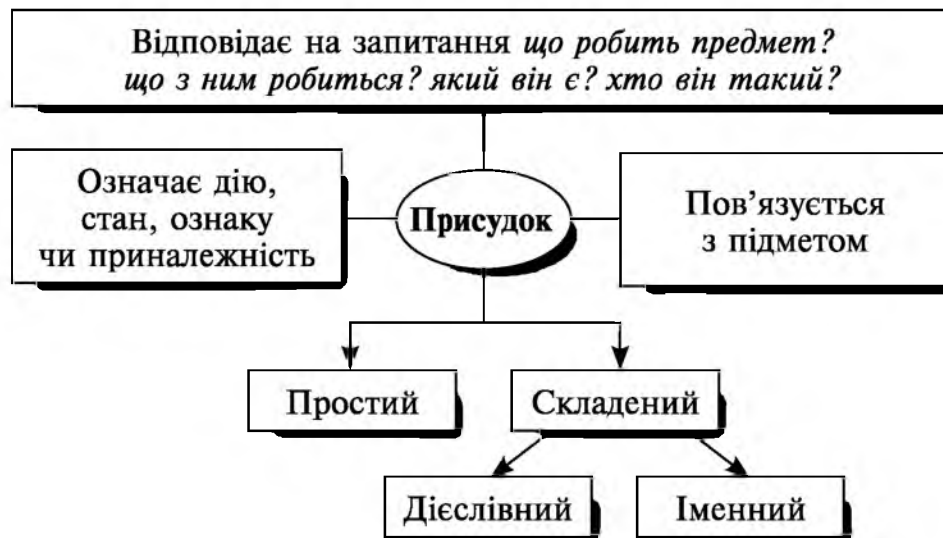 Відповідає на запитання що робить предмет?
що з ним робиться? який він є? хто він такий?
Означає дію,
стан, ознаку
чи приналежність
Присудок
Пов’язується
з підметом
Простий
Складений
Дієслівний
Іменний